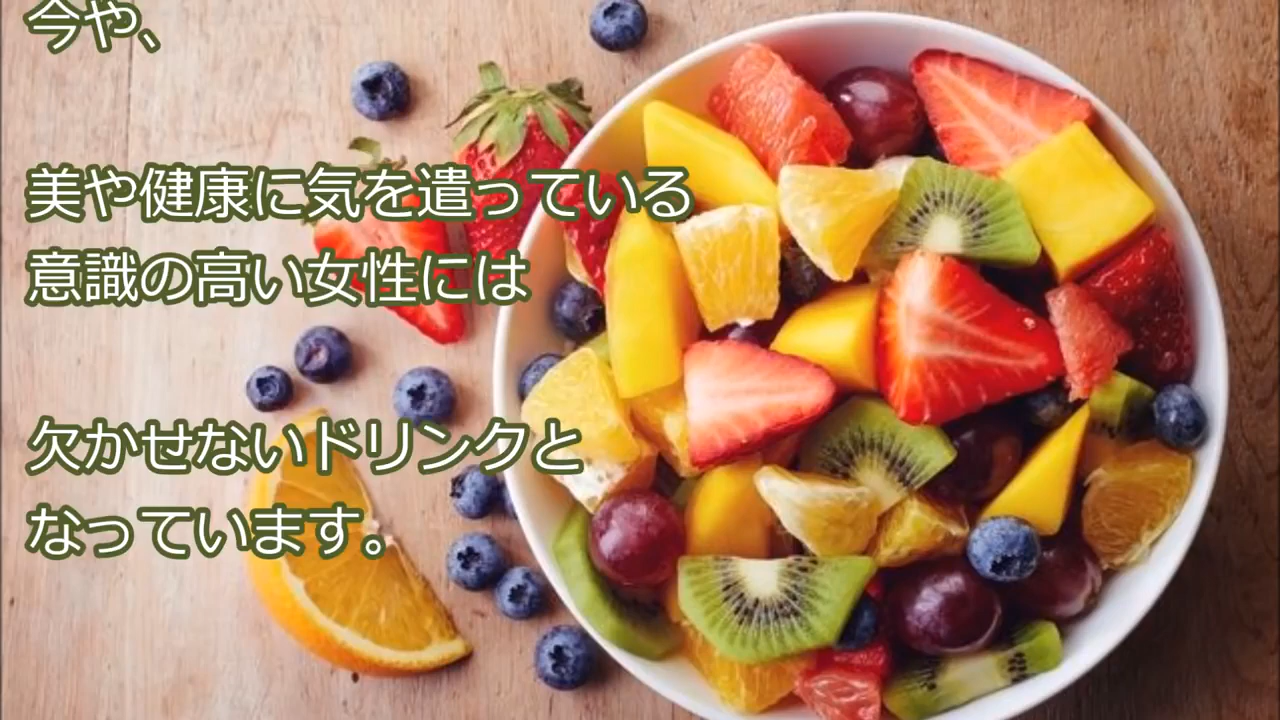 今や、
美や健康に気を遣っている
意識の高い女性には
欠かせないドリンクと
なっています。